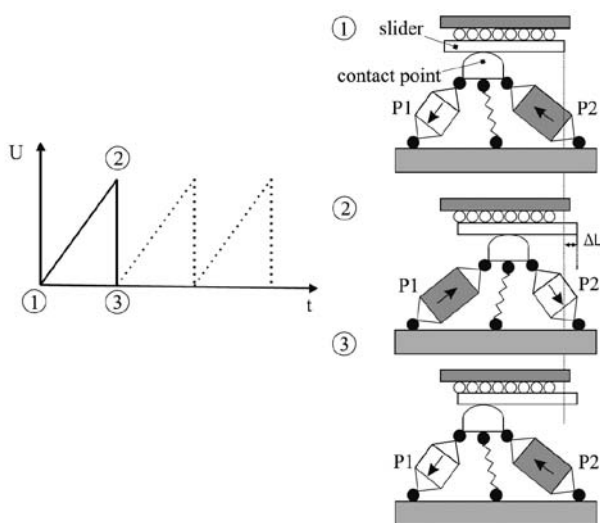 U
②
①
③
t
①
slider
contact point
P1
P2
②
ΔL
P1
P2
③
P1
P2